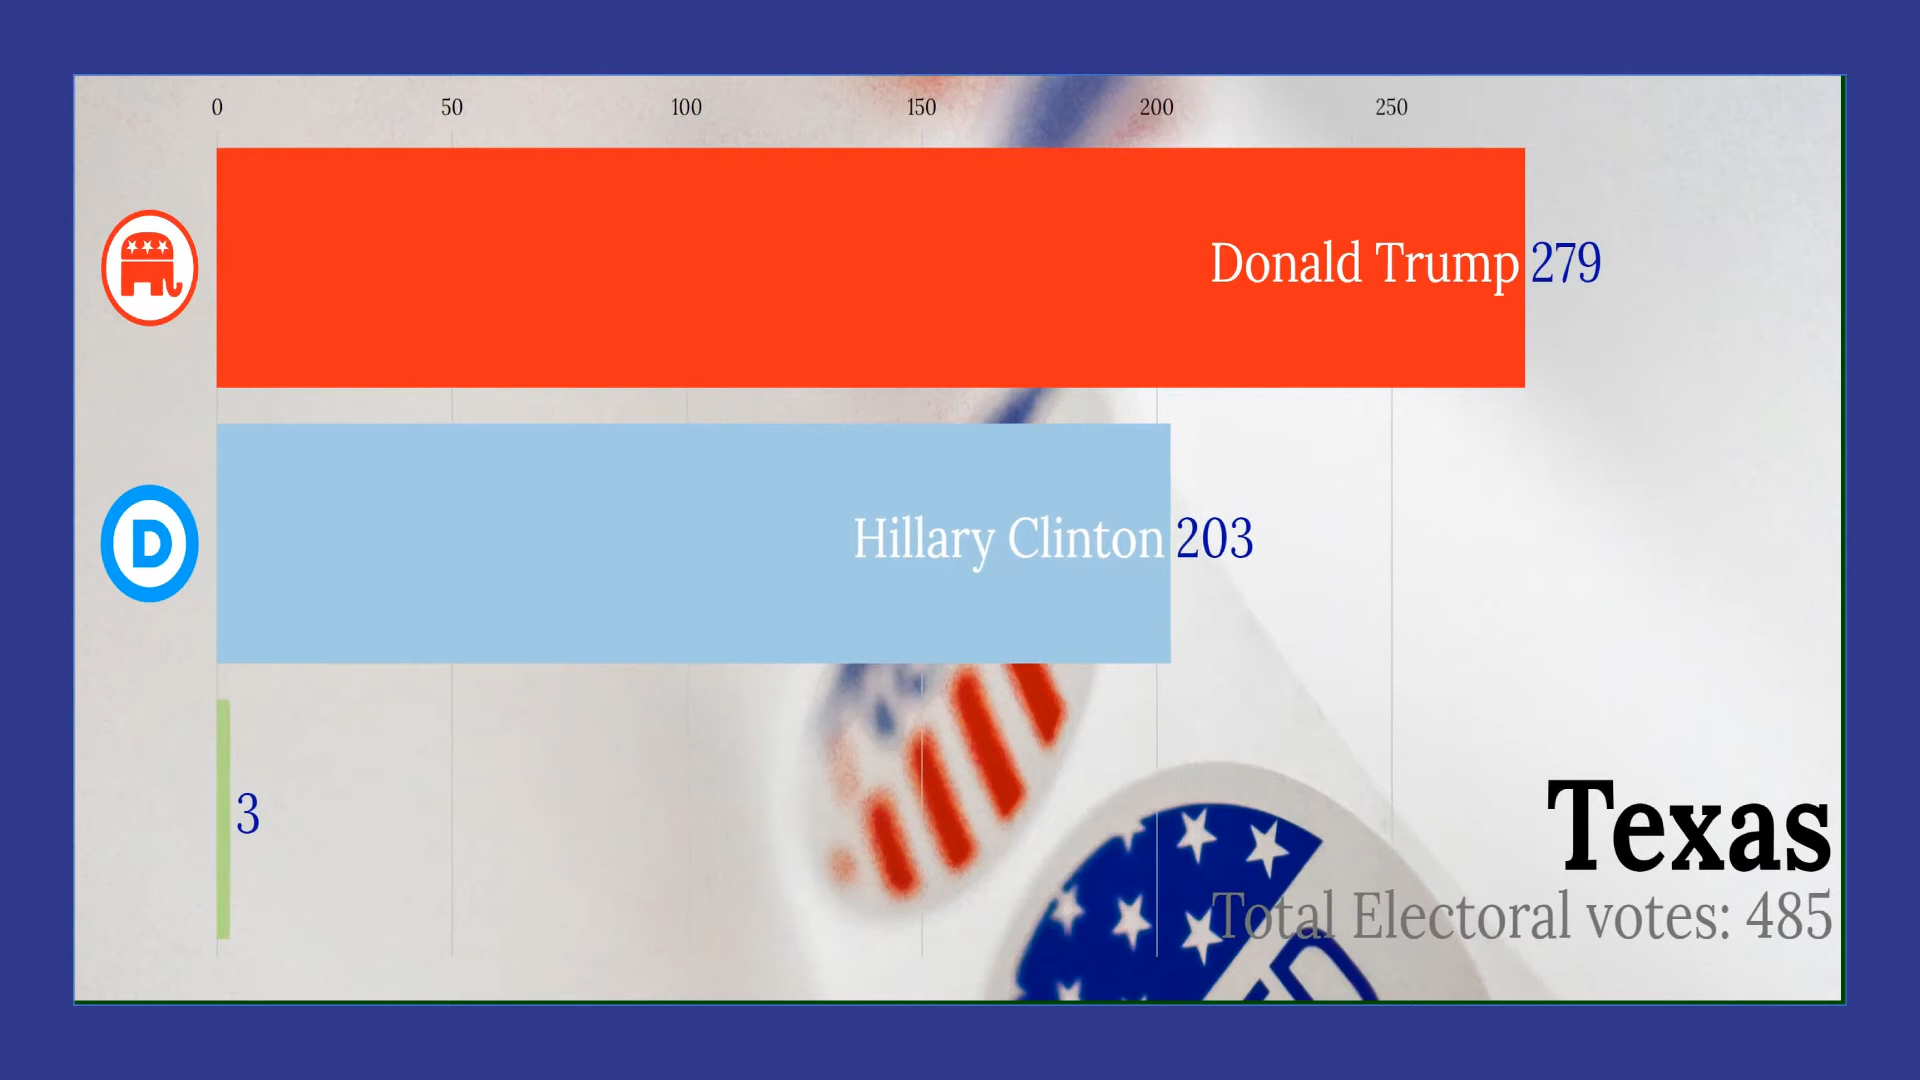 0 50 100 150 200 250
Donald Trump 279
D
Hillary Clinton 203
3
Texas
Total Electoral votes: 485